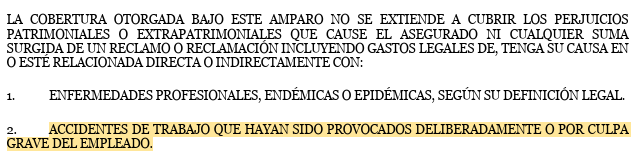 LA COBERTURA OTORGADA BAJO ESTE AMPARO NO SE EXTIENDE A CUBRIR LOS PERJUICIOS
PATRIMONIALES O EXTRAPATRIMONIALES QUE CAUSE EL ASEGURADO NI CUALQUIER SUMA
SURGIDA DE UN RECLAMO O RECLAMACIÓN INCLUYENDO GASTOS LEGALES DE, TENGA SU CAUSA EN
O ESTÉ RELACIONADA DIRECTA O INDIRECTAMENTE CON:
1. ENFERMEDADES PROFESIONALES, ENDÉMICAS O EPIDÉMICAS, SEGÚN SU DEFINICIÓN LEGAL.
2. ACCIDENTES DE TRABAJO QUE HAYAN SIDO PROVOCADOS DELIBERADAMENTE O POR CULPA
GRAVE DEL EMPLEADO.